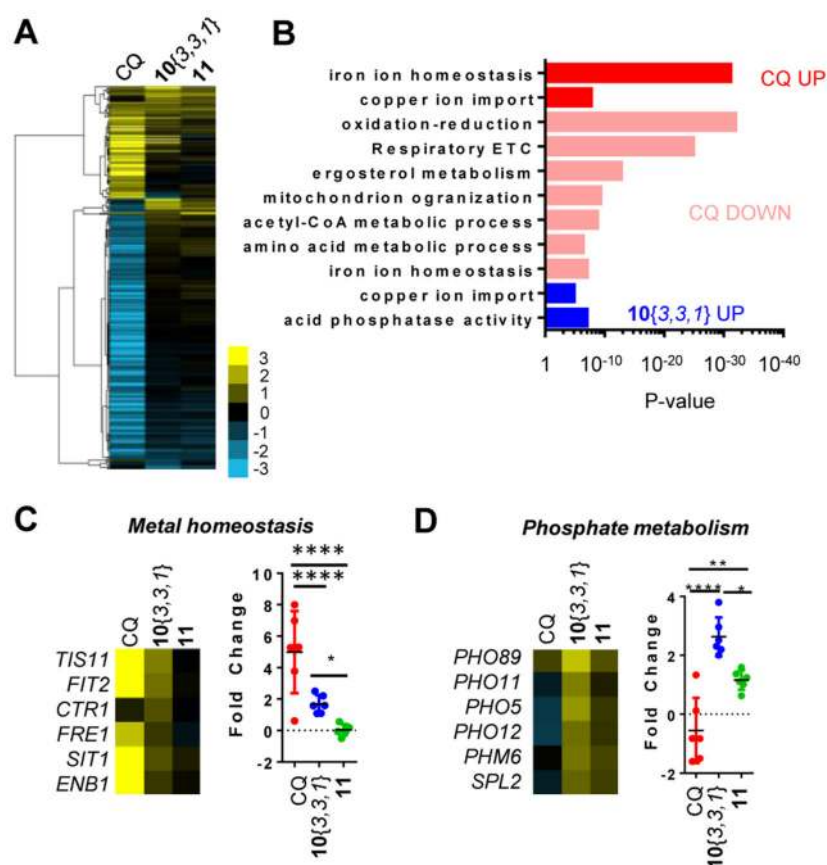 A
CQ
10{3,3,1}
11
3
2
1
0
-1
-2
-3
B
iron ion homeostasis
copper ion import
oxidation-reduction
Respiratory ETC
ergosterol metabolism
mitochondrion ogranization
acetyl-CoA metabolic process
amino acid metabolic process
iron ion homeostasis
copper ion import
acid phosphatase activity
CQ UP
CQ DOWN
10{3,3,1} UP
1 10-10 10-20 10-30 10-40
P-value
C
Metal homeostasis
CQ
10{3,3,1}
11
TIS11
FIT2
CTR1
FRE1
SIT1
ENB1
Fold Change
10
8
6
4
2
0
-2
****
****
*
CQ
10{3,3,1}
11
D
Phosphate metabolism
CQ
10{3,3,1}
11
PHO89
PHO11
PHO5
PHO12
PHM6
SPL2
Fold Change
4
2
0
-2
**
**** *
CQ
10{3,3,1}
11